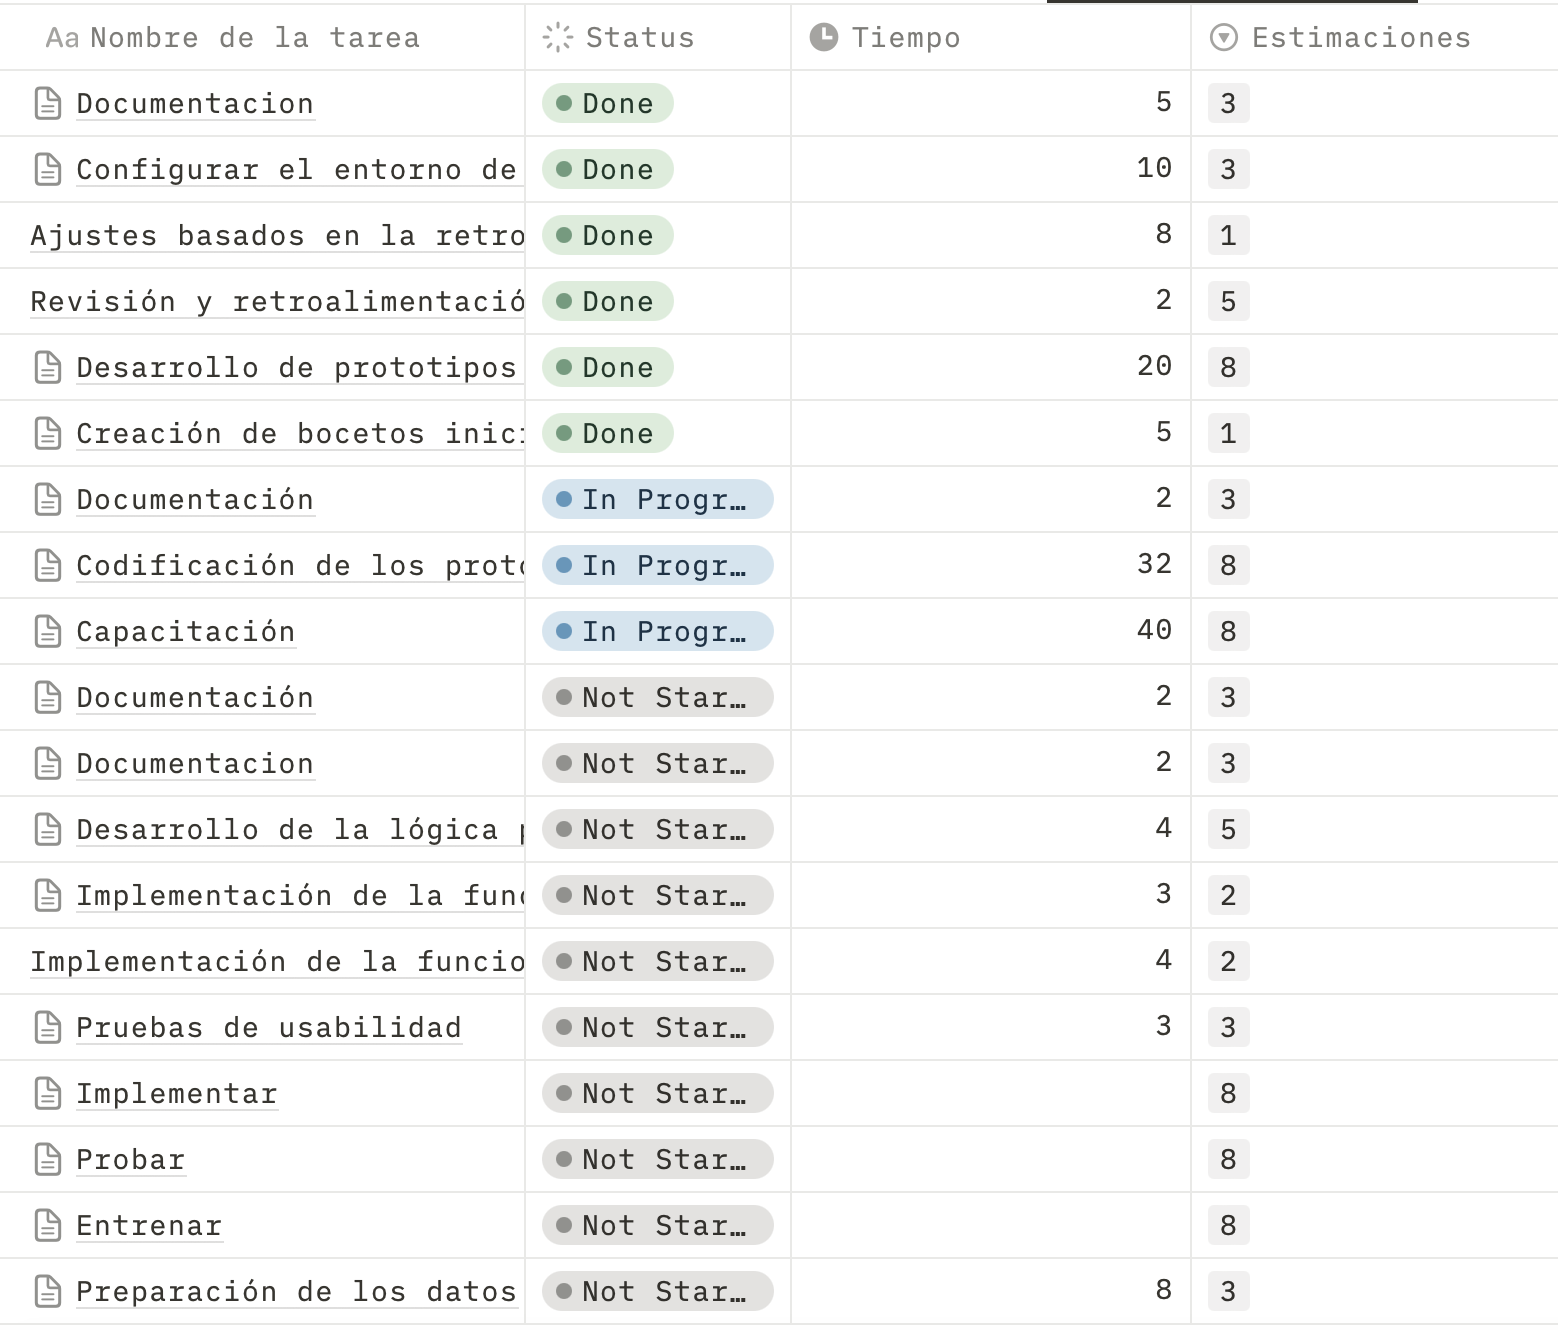 Aa Nombre de la tarea Status Tiempo Estimaciones
Documentacion Done 5 3
Configurar el entorno de Done 10 3
Ajustes basados en la retro Done 8 1
Revisión y retroalimentació Done 2 5
Desarrollo de prototipos Done 20 8
Creación de bocetos inici Done 5 1
Documentación In Progr… 2 3
Codificación de los proto In Progr… 32 8
Capacitación In Progr… 40 8
Documentación Not Star… 2 3
Documentacion Not Star… 2 3
Desarrollo de la lógica p Not Star… 4 5
Implementación de la func Not Star… 3 2
Implementación de la funcio Not Star… 4 2
Pruebas de usabilidad Not Star… 3 3
Implementar Not Star… 8
Probar Not Star… 8
Entrenar Not Star… 8
Preparación de los datos Not Star… 8 3